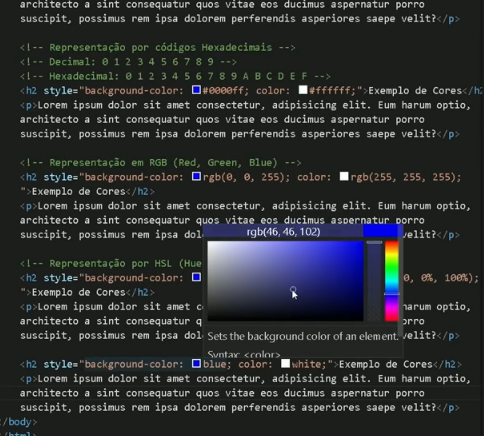 architecto a sint consequatur quos vitae eos ducimus aspernatur porro
suscipit, possimus rem ipsa dolorem perferendis asperiores saepe velit?</p>
<!-- Representação por códigos Hexadecimais -->
<!-- Decimal: 0 1 2 3 4 5 6 7 8 9 -->
<!-- Hexadecimal: 0 1 2 3 4 5 6 7 8 9 A B C D E F -->
<h2 style="background-color: #0000ff; color: #ffffff;">Exemplo de Cores</h2
<p>Lorem ipsum dolor sit amet consectetur, adipisicing elit. Eum harum optio,
architecto a sint consequatur quos vitae eos ducimus aspernatur porro
suscipit, possimus rem ipsa dolorem perferendis asperiores saepe velit?</p>
<!-- Representação em RGB (Red, Green, Blue) -->
<h2 style="background-color: rgb(0, 0, 255); color: rgb(255, 255, 255);
">Exemplo de Cores</h2>
<p>Lorem ipsum dolor sit amet consectetur, adipisicing elit. Eum harum optio,
architecto a sint consequatur quos vitae eos ducimus aspernatur porro
suscipit, possimus rem ipsa dolor velit?</p>
rgb(46, 46, 102)
<!-- Representação por HSL (Hue
<h2 style="background-color: 0, 0%, 100%);
">Exemplo de Cores</h2>
<p>Lorem ipsum dolor sit amet c Eum harum optio,
architecto a sint consequatur rnatur porro
suscipit, possimus rem ipsa do velit?</p>
Sets the background color of an element.
Syntax: <color>
<h2 style="background-color: blue; color: white;">Exemplo de Cores</h2>
<p>Lorem ipsum dolor sit amet consectetur, adipisicing elit. Eum harum optio,
architecto a sint consequatur quos vitae eos ducimus aspernatur porro
suscipit, possimus rem ipsa dolorem perferendis asperiores saepe velit?</p>
/body>
/html>